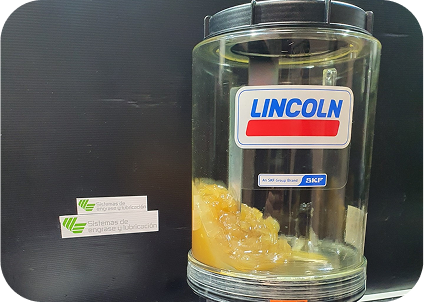 LINCOLN
An SKF Group Brand SKF
Sistemas de
engrase y lubricación
Sistemas de
engrase y lubricación